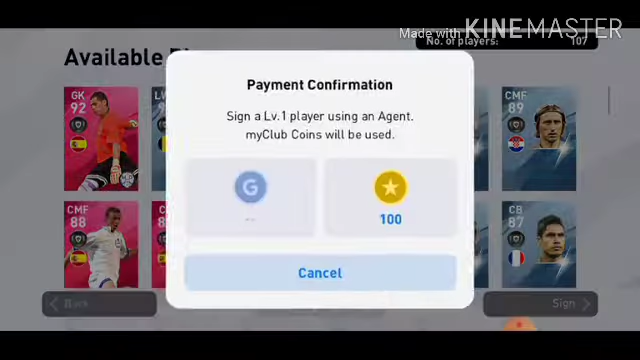 Made with KINEMASTER
Available
No. of players: 107
Payment Confirmation
Sign a Lv.1 player using an Agent.
myClub Coins will be used.
G
--
100
Cancel
GK
92
LW
CMF
89
CMF
88
CB
87
Back
Sign